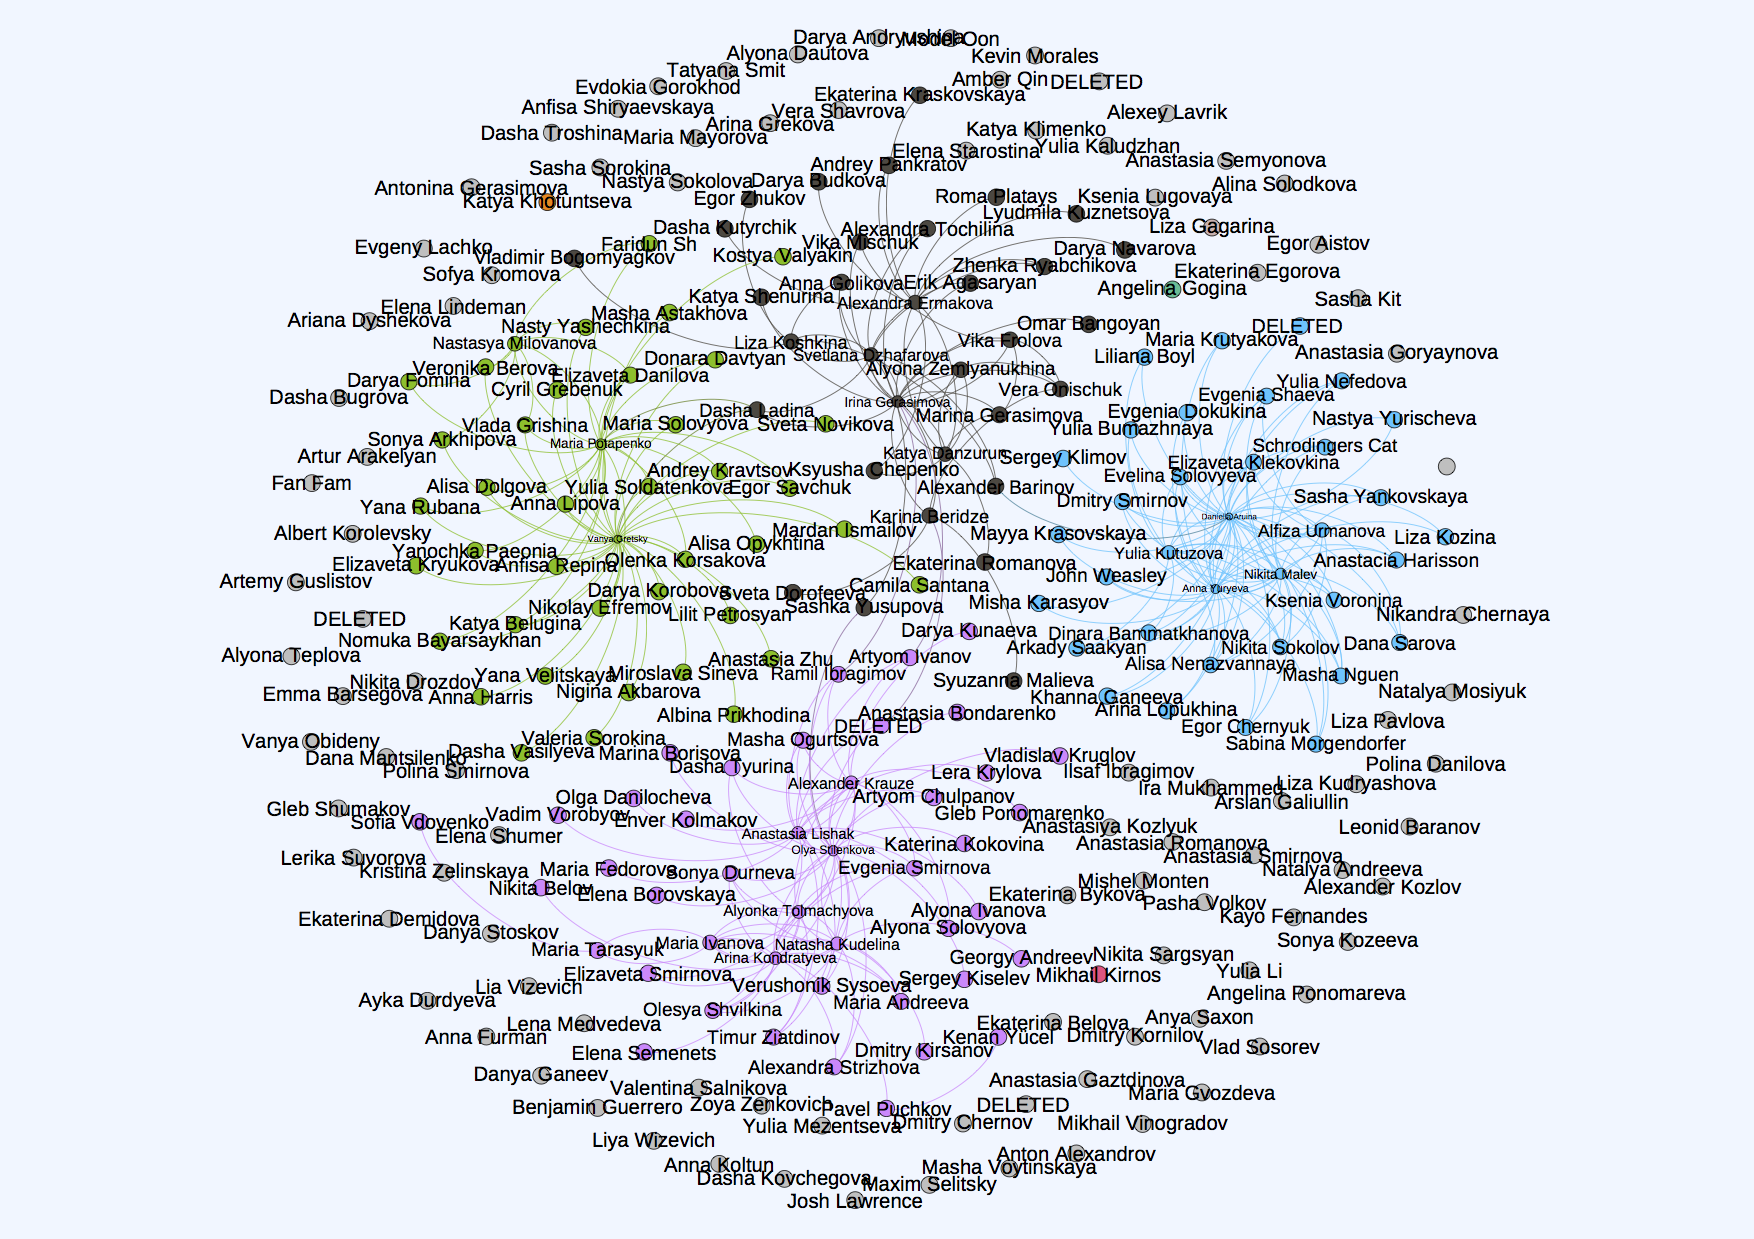 Darya Andryushina
Model Oon
Alyona Dautova
Kevin Morales
Tatyana Smit
Amber Qin
DELETED
Evdokia Gorokhod
Ekaterina Kraskovskaya
Anfisa Shiryaevskaya
Vera Shavrova
Alexey Lavrik
Arina Grekova
Dasha Troshina
Maria Mayorova
Katya Klimenko
Elena Starostina
Yulia Kaludzhan
Andrey Pankratov
Anastasia Semyonova
Sasha Sorokina
Nastya Sokolova
Darya Budkova
Alina Solodkova
Antonina Gerasimova
Katya Khotuntseva
Egor Zhukov
Roma Platays
Ksenia Lugovaya
Lyudmila Kuznetsova
Dasha Kutyrchik
Alexandra Tochilina
Liza Gagarina
Evgeny Lachko
Faridun Sh
Vika Mischuk
Darya Navarova
Egor Aistov
Vladimir Bogomyagkov
Kostya Valyakin
Zhenka Ryabchikova
Sofya Kromova
Anna Golikova
Erik Agasaryan
Ekaterina Egorova
Angelina Gogina
Katya Shenurina
Alexandra Ermakova
Sasha Kit
Elena Lindeman
Masha Astakhova
Ariana Dyshekova
Nasty Yashechkina
Omar Bangoyan
DELETED
Nastasya Milovanova
Liza Koshkina
Vika Frolova
Maria Krutyakova
Svetlana Dzhafarova
Liliana Boyl
Anastasia Goryaynova
Veronika Berova
Donara Davtyan
Alyona Zemlyanukhina
Elizaveta Danilova
Darya Fomina
Cyril Grebenuk
Vera Onischuk
Yulia Nefedova
Dasha Bugrova
Evgenia Shaeva
Irina Gerasimova
Dasha Ladina
Marina Gerasimova
Evgenia Dokukina
Nastya Yurischeva
Vlada Grishina
Maria Solovyova
Sveta Novikova
Yulia Bumazhnaya
Sonya Arkhipova
Maria Potapenko
Schrodingers Cat
Artur Arakelyan
Katya Danzurun
Sergey Klimov
Elizaveta Klekovkina
Andrey Kravtsov
Ksyusha Chepenko
Evelina Solovyeva
Fan Fam
Alisa Dolgova
Yulia Soldatenkova
Egor Savchuk
Alexander Barinov
Sasha Yankovskaya
Yana Rubana
Anna Lipova
Dmitry Smirnov
Karina Beridze
Daniella Aruina
Albert Korolevsky
Mardan Ismailov
Mayya Krasovskaya
Alfiza Urmanova
Liza Kozina
Vanya Gretsky
Alisa Opykhtina
Yanochka Paeonia
Yulia Kutuzova
Elizaveta Kryukova
Anfisa Repina
Olenka Korsakova
Ekaterina Romanova
Anastacia Harisson
Artemy Guslistov
John Weasley
Nikita Malev
Camila Santana
Anna Yuryeva
Darya Korobova
Sveta Dorofeeva
Misha Karasyov
Ksenia Voronina
Nikolay Efremov
Lilit Petrosyan
Sashka Yusupova
Nikandra Chernaya
DELETED
Katya Belugina
Darya Kunaeva
Dinara Bammatkhanova
Nomuka Bayarsaykhan
Arkady Saakyan
Nikita Sokolov
Dana Sarova
Alyona Teplova
Anastasia Zhu
Artyom Ivanov
Alisa Nenazvannaya
Yana Velitskaya
Miroslava Sineva
Ramil Ibragimov
Masha Nguen
Nikita Drozdov
Syuzanna Malieva
Emma Barsegova
Anna Harris
Nigina Akbarova
Khanna Ganeeva
Natalya Mosiyuk
Albina Prikhodina
Anastasia Bondarenko
Arina Lopukhina
Liza Pavlova
DELETED
Egor Chernyuk
Vanya Obideny
Valeria Sorokina
Masha Ogurtsova
Sabina Morgendorfer
Dana Mantsilenko
Dasha Vasilyeva
Marina Borisova
Vladislav Kruglov
Polina Smirnova
Dasha Tyurina
Lera Krylova
Ilsaf Ibragimov
Polina Danilova
Alexander Krauze
Ira Mukhammed
Liza Kudryashova
Olga Danilocheva
Artyom Chulpanov
Arslan Galiullin
Gleb Shumakov
Sofia Vdovenko
Vadim Vorobyov
Enver Kolmakov
Gleb Ponomarenko
Anastasiya Kozlyuk
Leonid Baranov
Elena Shumer
Anastasia Lishak
Olya Shlenkova
Katerina Kokovina
Anastasia Romanova
Lerika Suvorova
Anastasia Smirnova
Kristina Zelinskaya
Maria Fedorova
Sonya Durneva
Evgenia Smirnova
Natalya Andreeva
Nikita Belov
Elena Borovskaya
Ekaterina Bykova
Mishel Monten
Alexander Kozlov
Pasha Volkov
Alyonka Tolmachyova
Alyona Ivanova
Kayo Fernandes
Ekaterina Demidova
Alyona Solovyova
Danya Stoskov
Maria Tarasyuk
Maria Ivanova
Natasha Kudelina
Sonya Kozeeva
Arina Kondratyeva
Georgy Andreev
Nikita Sargsyan
Elizaveta Smirnova
Sergey Kiselev
Mikhail Kirnos
Yulia Li
Lia Vizevich
Verushonik Sysoeva
Angelina Ponomareva
Ayka Durdyeva
Maria Andreeva
Olesya Shvilkina
Anya Saxon
Lena Medvedeva
Ekaterina Belova
Anna Furman
Timur Ziatdinov
Kenan Yücel
Dmitry Kornilov
Vlad Sosorev
Elena Semenets
Dmitry Kirsanov
Alexandra Strizhova
Danya Ganeev
Valentina Salnikova
Anastasia Gaztdinova
Maria Gvozdeva
Benjamin Guerrero
Zoya Zenkovich
Pavel Puchkov
DELETED
Yulia Mezentseva
Dmitry Chernov
Mikhail Vinogradov
Liya Wizevich
Anton Alexandrov
Anna Koltun
Masha Voytinskaya
Dasha Kovchegova
Maxim Selitsky
Josh Lawrence